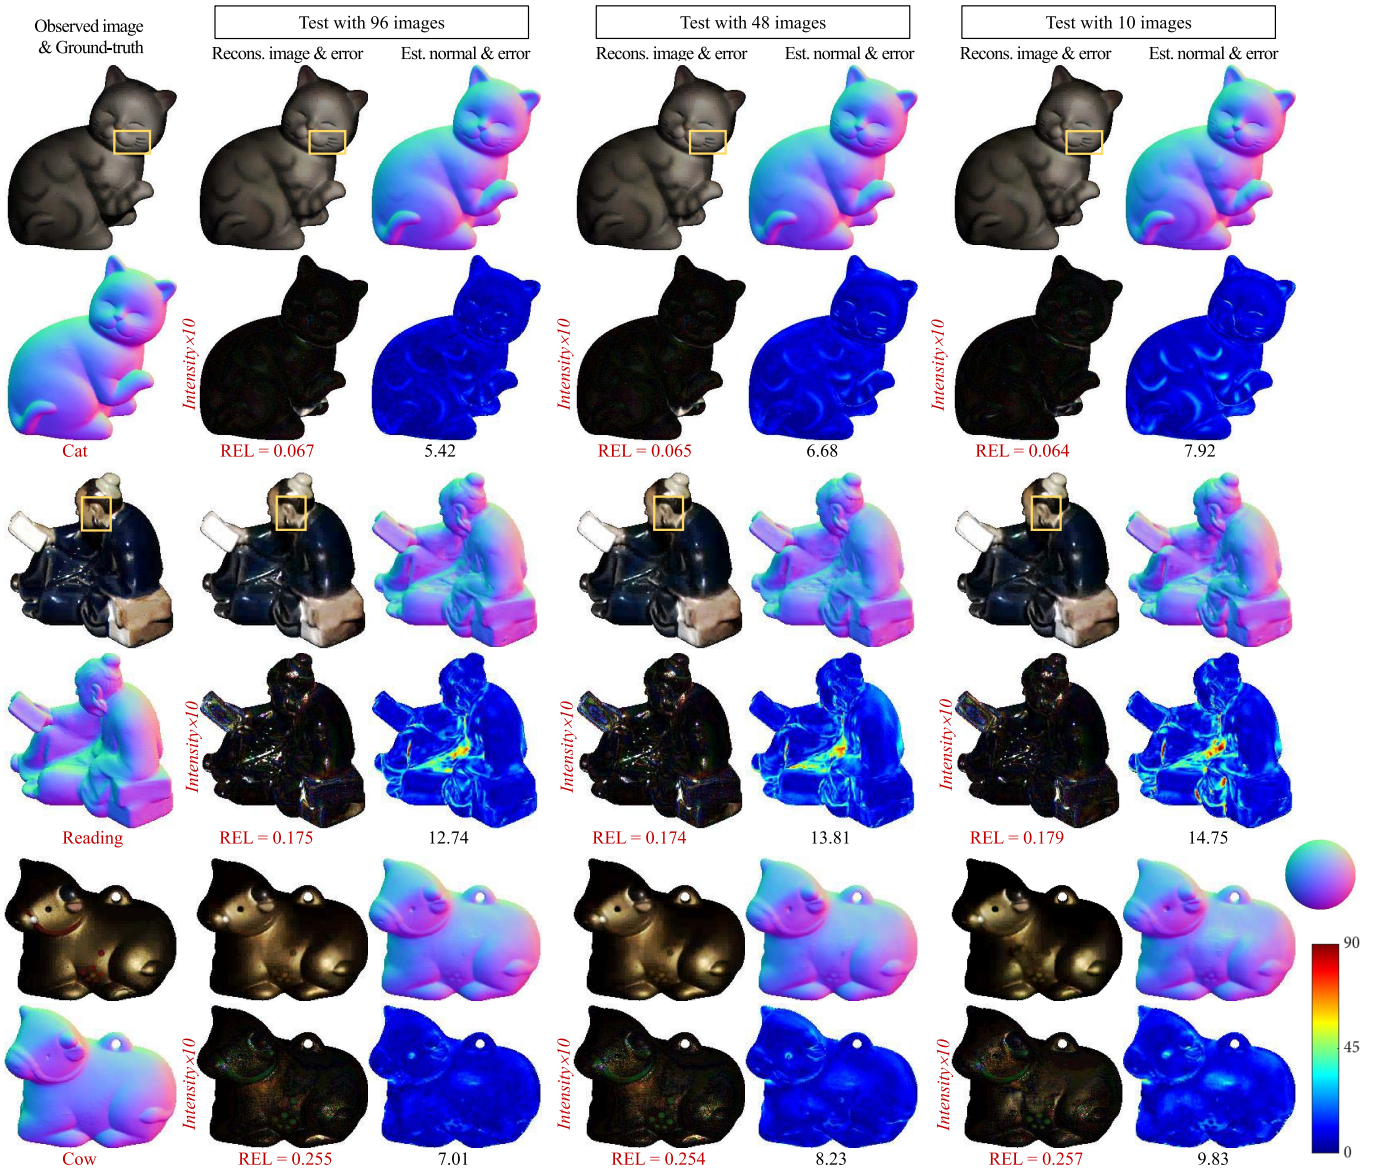 Observed image
& Ground-truth
Test with 96 images
Test with 48 images
Test with 10 images
Recons. image & error
Est. normal & error
Recons. image & error
Est. normal & error
Recons. image & error
Est. normal & error
Intensity×10
Intensity×10
Intensity×10
Cat
REL = 0.067
5.42
REL = 0.065
6.68
REL = 0.064
7.92
Intensity×10
Intensity×10
Intensity×10
Reading
REL = 0.175
12.74
REL = 0.174
13.81
REL = 0.179
14.75
90
45
0
Intensity×10
Intensity×10
Intensity×10
Cow
REL = 0.255
7.01
REL = 0.254
8.23
REL = 0.257
9.83